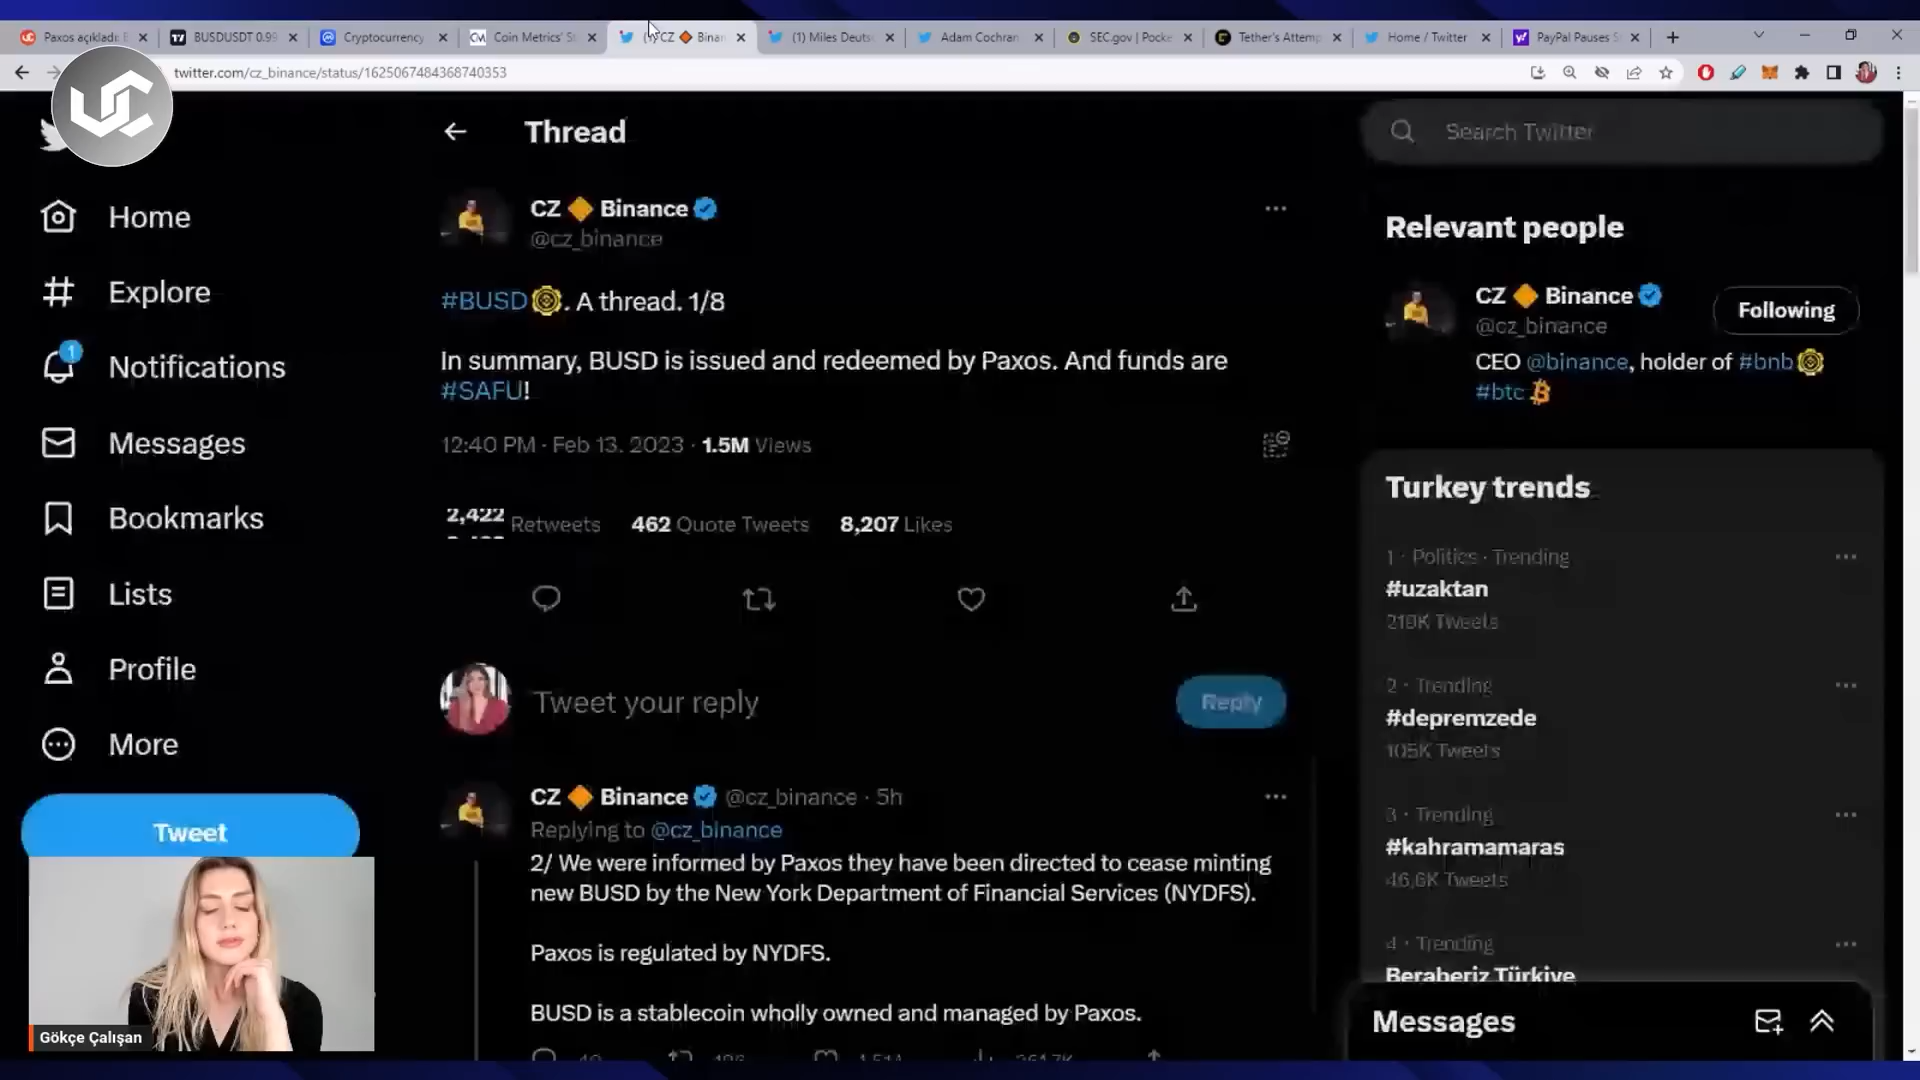 Paxos açıkladı: B
BUSDUSDT 0.99
Cryptocurrency
Coin Metrics' St
(1) CZ 🔶 Binan
(1) Miles Deuts
Adam Cochran
SEC.gov | Pocke
Tether's Attemp
Home / Twitter
PayPal Pauses S
twitter.com/cz_binance/status/1625067484368740353
UC
Home
Explore
1
Notifications
Messages
Bookmarks
Lists
Profile
More
Tweet
Gökçe Çalışan
Thread
CZ 🔶 Binance
@cz_binance
#BUSD. A thread. 1/8
In summary, BUSD is issued and redeemed by Paxos. And funds are
#SAFU!
12:40 PM · Feb 13, 2023 · 1.5M Views
2,422 Retweets 462 Quote Tweets 8,207 Likes
Tweet your reply
Reply
CZ 🔶 Binance @cz_binance · 5h
Replying to @cz_binance
2/ We were informed by Paxos they have been directed to cease minting
new BUSD by the New York Department of Financial Services (NYDFS).
Paxos is regulated by NYDFS.
BUSD is a stablecoin wholly owned and managed by Paxos.
Search Twitter
Relevant people
CZ 🔶 Binance
@cz_binance
Following
CEO @binance, holder of #bnb
#btc
Turkey trends
1 · Politics · Trending
#uzaktan
210K Tweets
2 · Trending
#depremzede
105K Tweets
3 · Trending
#kahramamaras
46.6K Tweets
4 · Trending
Beraberiz Türkiye
Messages